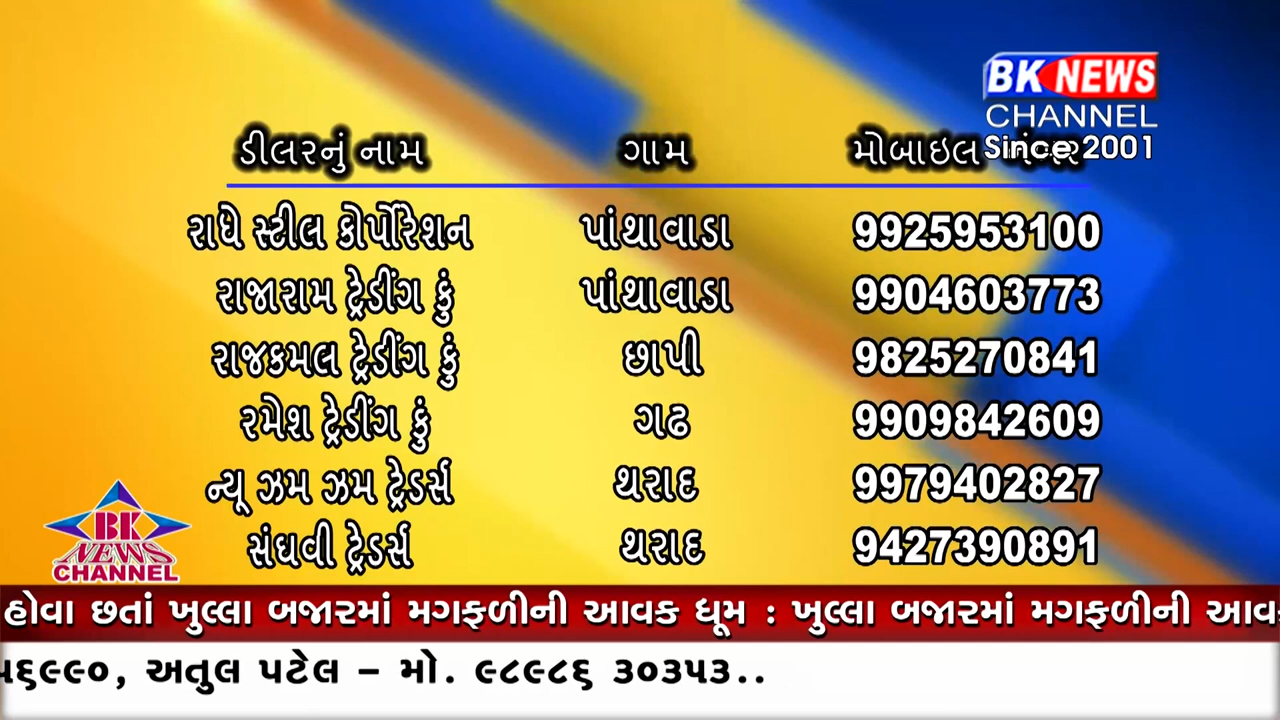 BK NEWS
CHANNEL
Since 2001
ડીલરનું નામ ગામ મોબાઇલ
રાધે સ્ટીલ કોર્પોરેશન પાંથાવાડા 9925953100
રાજારામ ટ્રેડીંગ કું પાંથાવાડા 9904603773
રાજકમલ ટ્રેડીંગ કું છાપી 9825270841
રમેશ ટ્રેડીંગ કું ગઢ 9909842609
ન્યૂ ઝમ ઝમ ટ્રેડર્સ થરાદ 9979402827
સંઘવી ટ્રેડર્સ થરાદ 9427390891
BK
NEWS
CHANNEL
હોવા છતાં ખુલ્લા બજારમાં મગફળીની આવક ધૂમ : ખુલ્લા બજારમાં મગફળીની
૫૬૯૯૦, અતુલ પટેલ – મો. ૯૮૯૮૬ ૩૦૩૫૩..